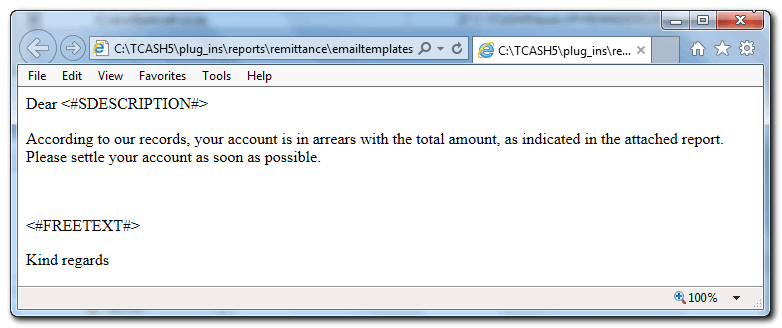 C:\TCASH5\plug_ins\reports\remittance\emailtemplates
C:\TCASH5\plug_ins\re...
File Edit View Favorites Tools Help
Dear <#SDESCRIPTION#>
According to our records, your account is in arrears with the total amount, as indicated in the attached report.
Please settle your account as soon as possible.
<#FREETEXT#>
Kind regards
100%